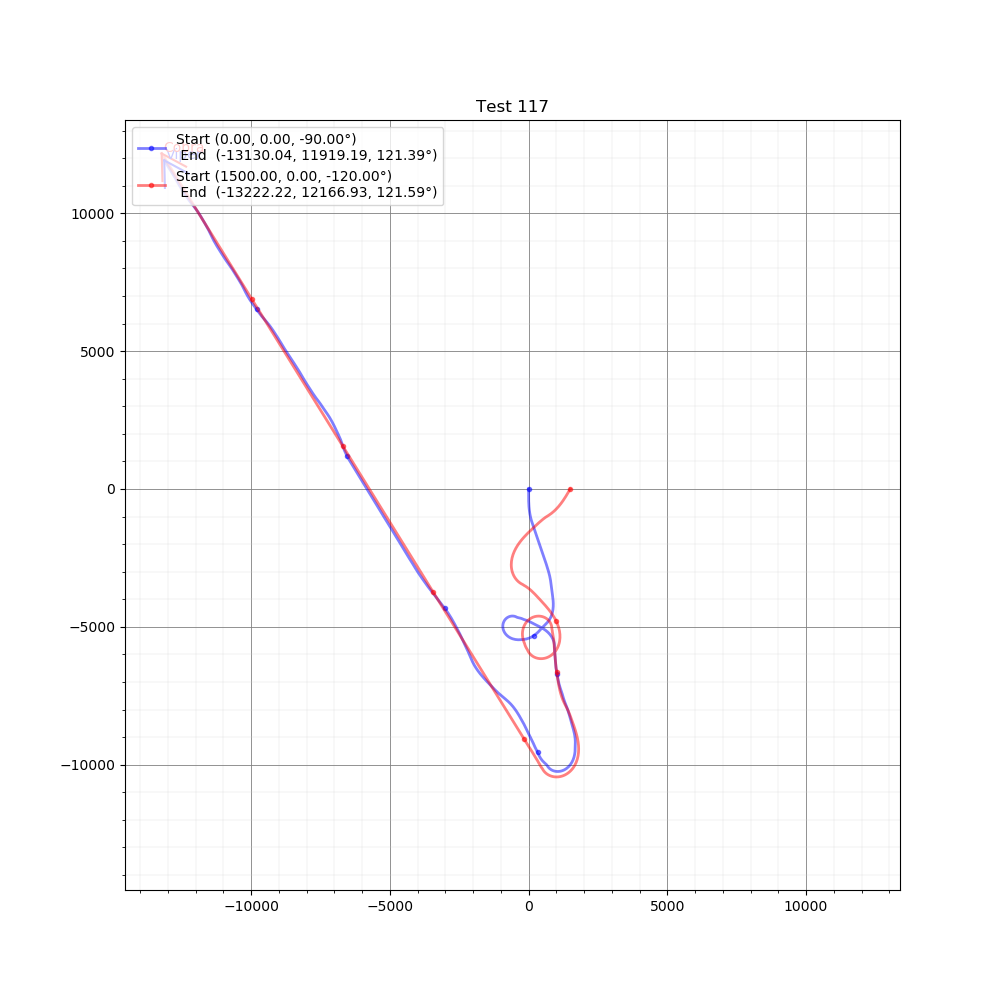 Test 117
Start (0.00, 0.00, -90.00°)
End (-13130.04, 11919.19, 121.39°)
Start (1500.00, 0.00, -120.00°)
End (-13222.22, 12166.93, 121.59°)
10000
5000
0
−5000
−10000
−10000
−5000
0
5000
10000